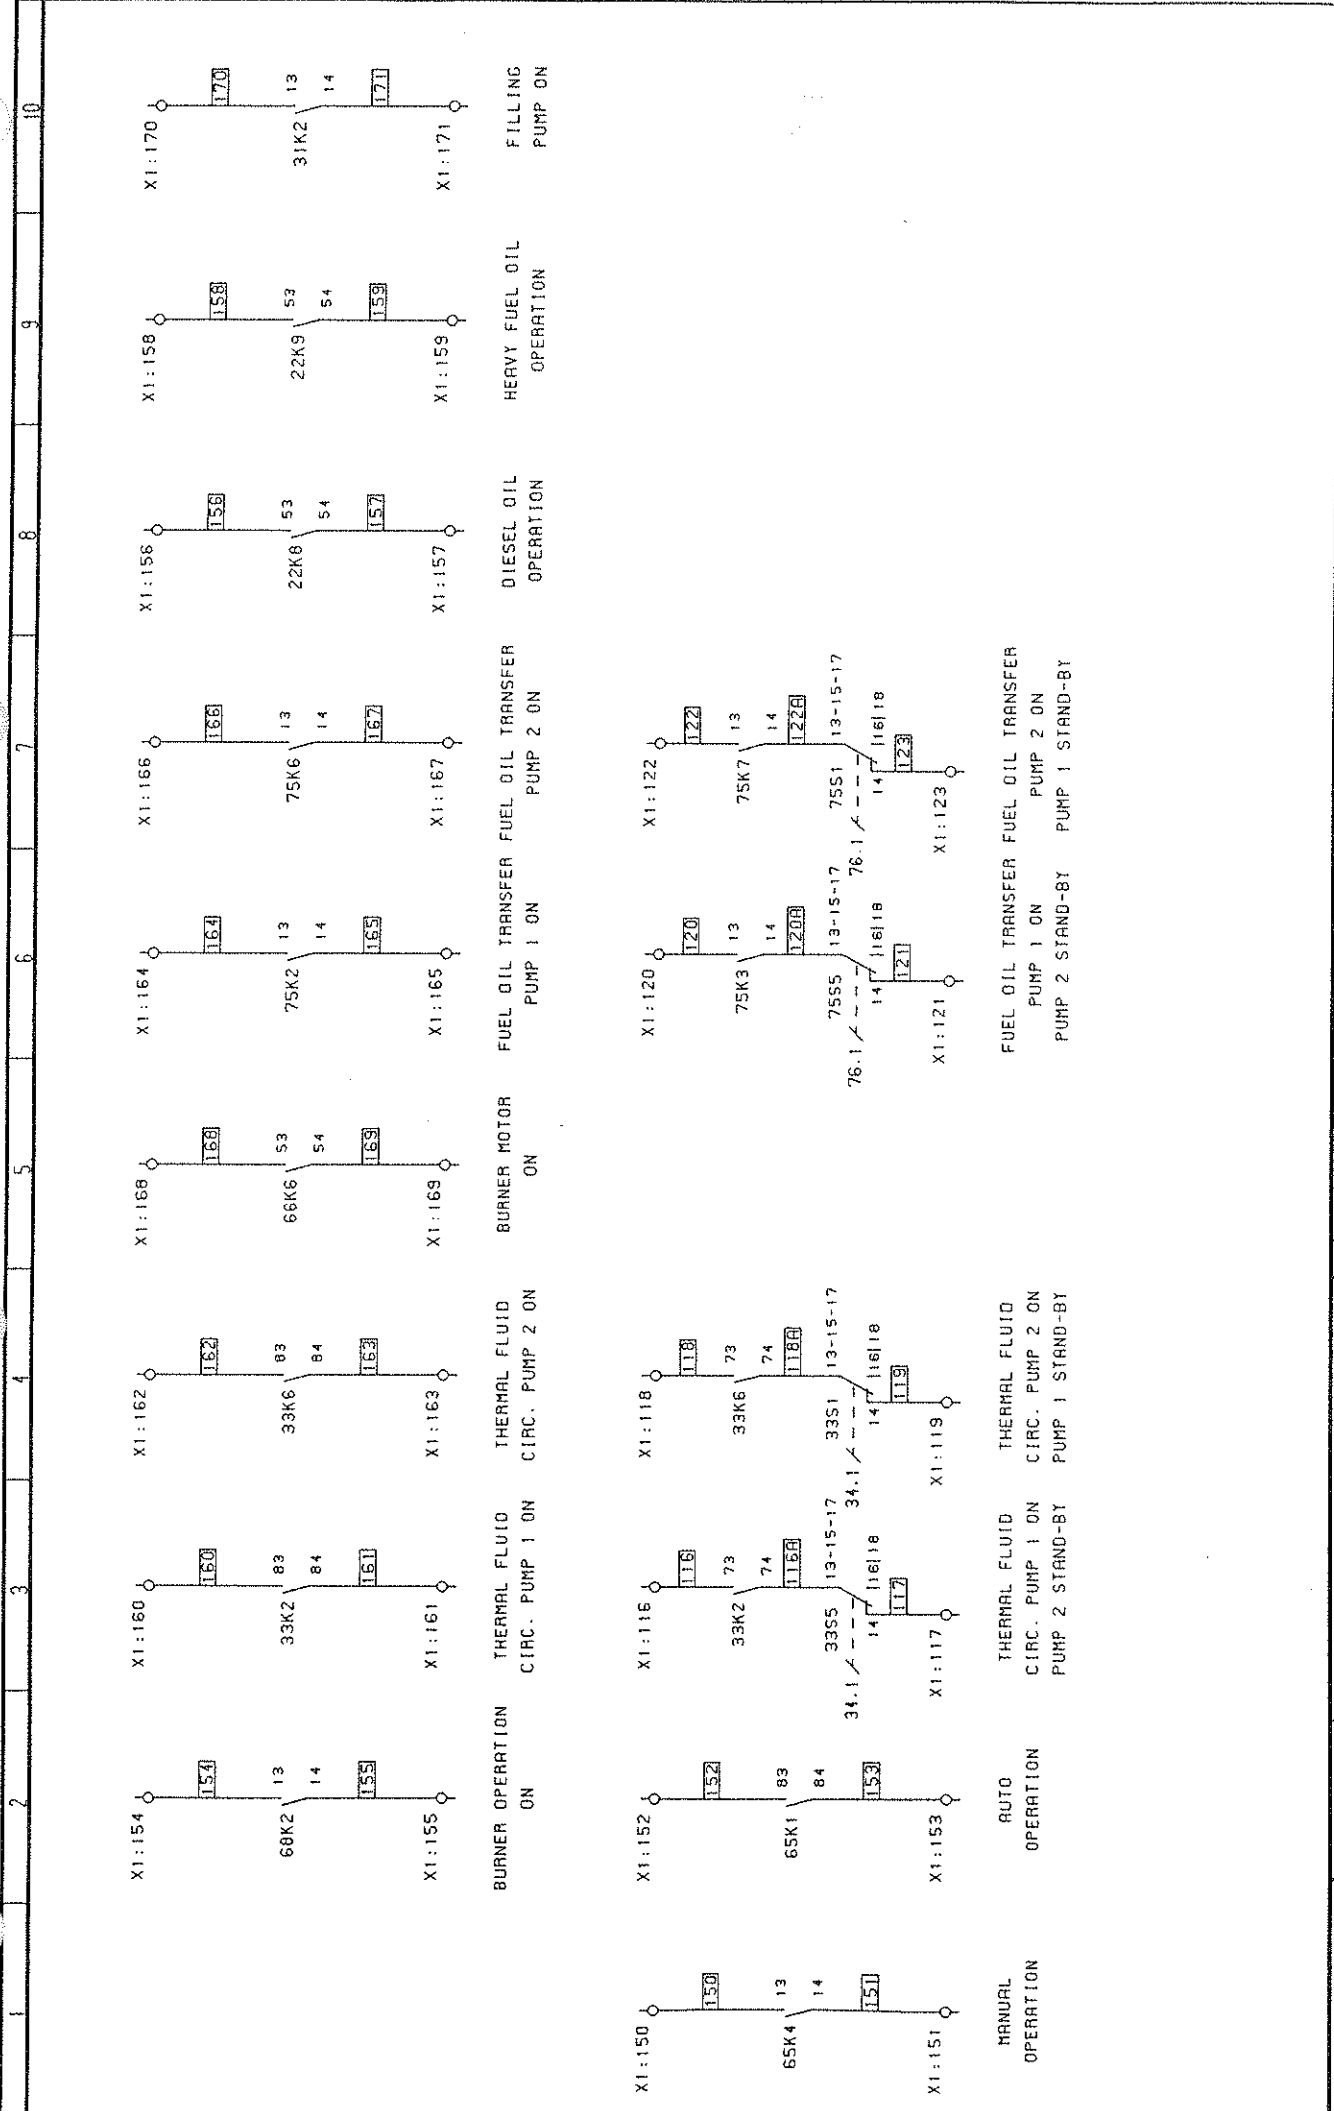 1
2
3
4
5
6
7
8
9
10
X1:154
154
13
68K2
14
155
X1:155
BURNER OPERATION
ON
X1:160
160
83
33K2
84
161
X1:161
THERMAL FLUID
CIRC. PUMP 1 ON
X1:162
162
83
33K6
84
163
X1:163
THERMAL FLUID
CIRC. PUMP 2 ON
X1:168
168
53
66K6
54
169
X1:169
BURNER MOTOR
ON
X1:164
164
13
75K2
14
165
X1:165
FUEL OIL TRANSFER
PUMP 1 ON
X1:166
166
13
75K6
14
167
X1:167
FUEL OIL TRANSFER
PUMP 2 ON
X1:156
156
53
22K8
54
157
X1:157
DIESEL OIL
OPERATION
X1:158
158
53
22K9
54
159
X1:159
HEAVY FUEL OIL
OPERATION
X1:170
170
13
31K2
14
171
X1:171
FILLING
PUMP ON
X1:150
150
13
65K4
14
151
X1:151
MANUAL
OPERATION
X1:152
152
83
65K1
84
153
X1:153
AUTO
OPERATION
X1:116
116
73
33K2
74
116A
33S5 13-15-17
34.1
14 16 18
117
X1:117
THERMAL FLUID
CIRC. PUMP 1 ON
PUMP 2 STAND-BY
X1:118
118
73
33K6
74
118A
33S1 13-15-17
34.1
14 16 18
119
X1:119
THERMAL FLUID
CIRC. PUMP 2 ON
PUMP 1 STAND-BY
X1:120
120
13
75K3
14
120A
75S5 13-15-17
76.1
14 16 18
121
X1:121
FUEL OIL TRANSFER
PUMP 1 ON
PUMP 2 STAND-BY
X1:122
122
13
75K7
14
122A
75S1 13-15-17
76.1
14 16 18
123
X1:123
FUEL OIL TRANSFER
PUMP 2 ON
PUMP 1 STAND-BY